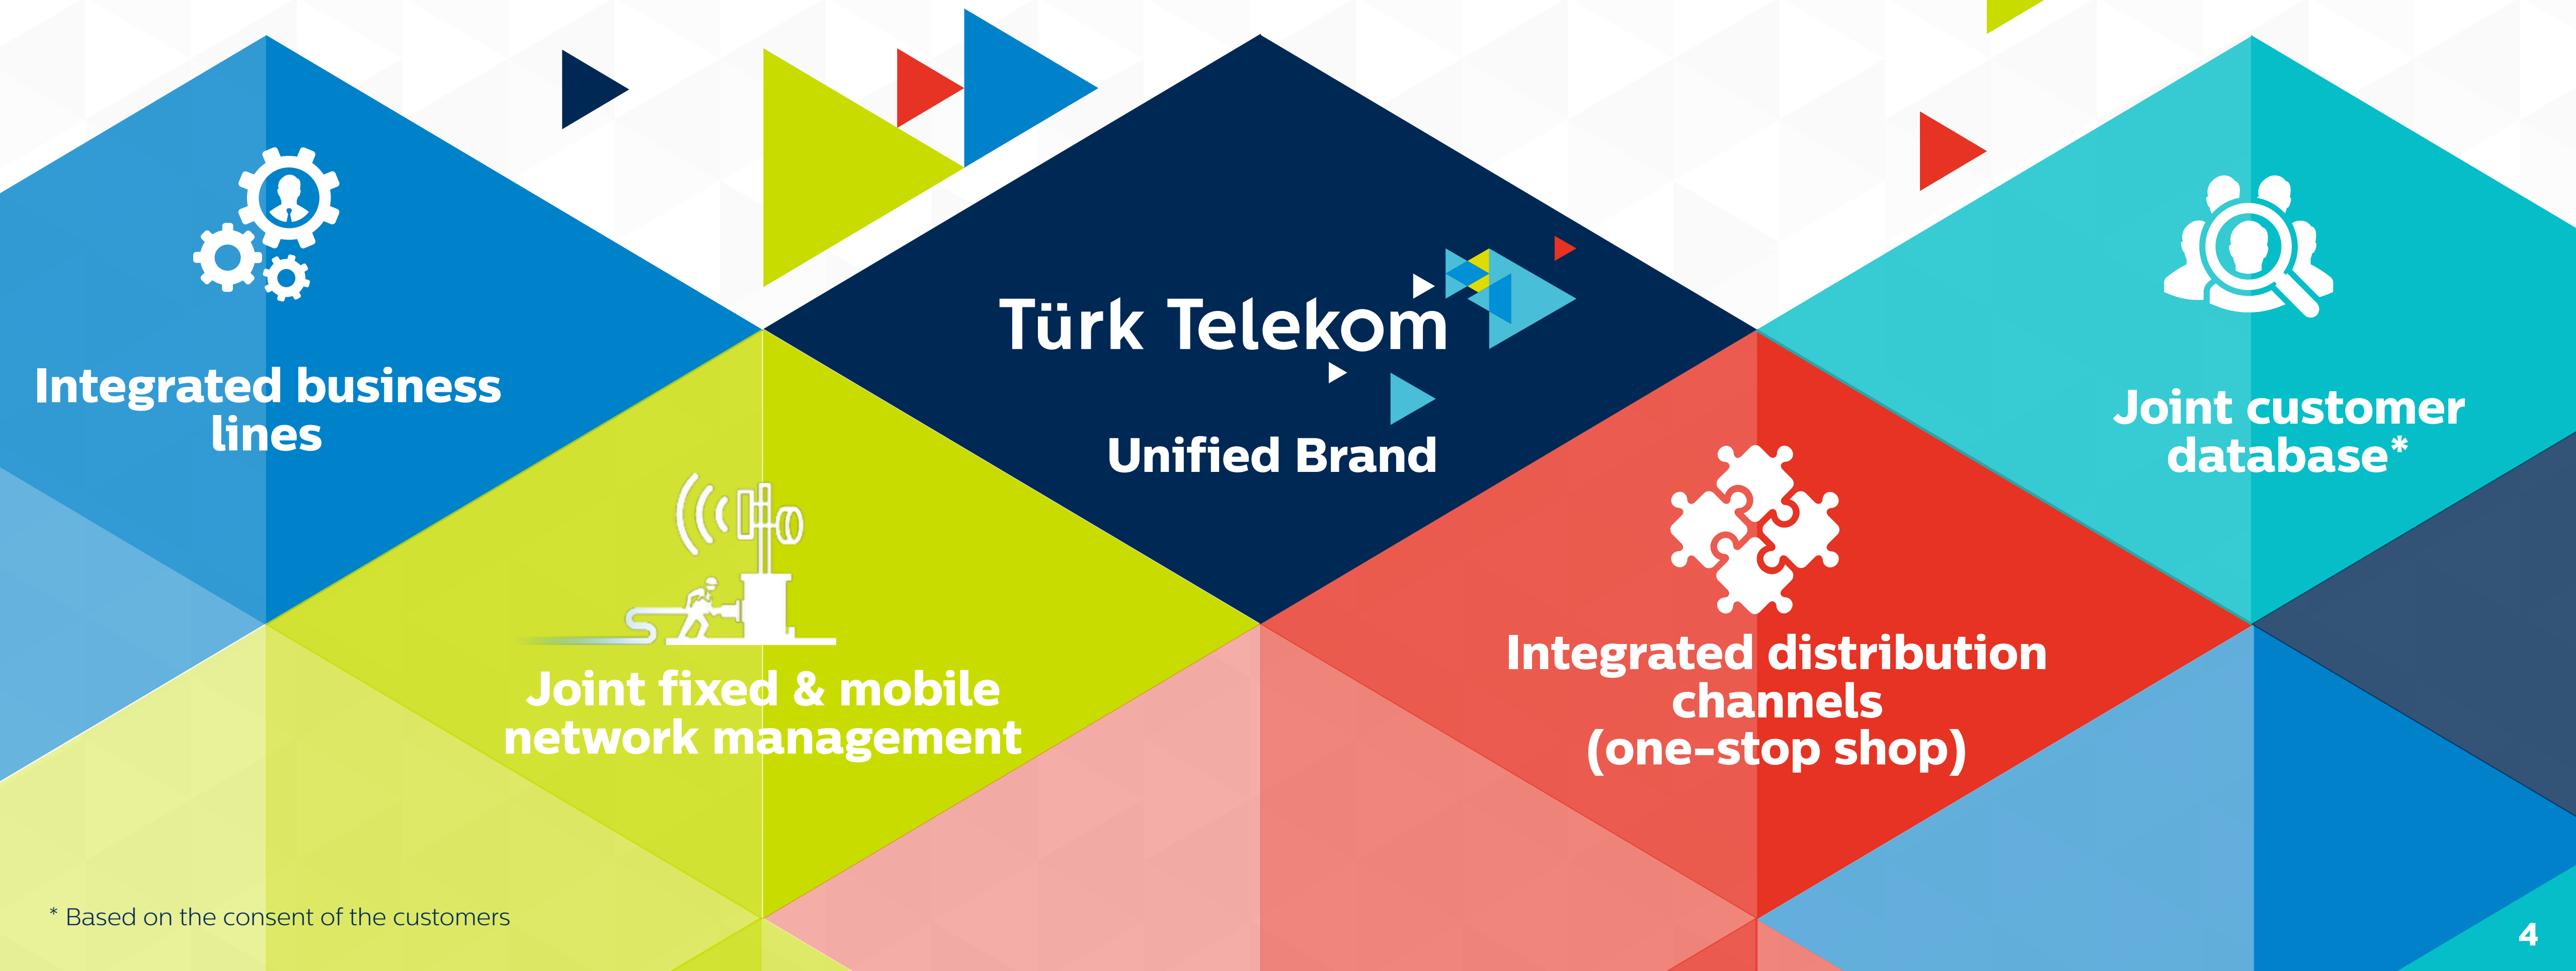 Integrated business
lines
Joint fixed & mobile
network management
Türk Telekom
Unified Brand
Integrated distribution
channels
(one-stop shop)
Joint customer
database*
* Based on the consent of the customers
4